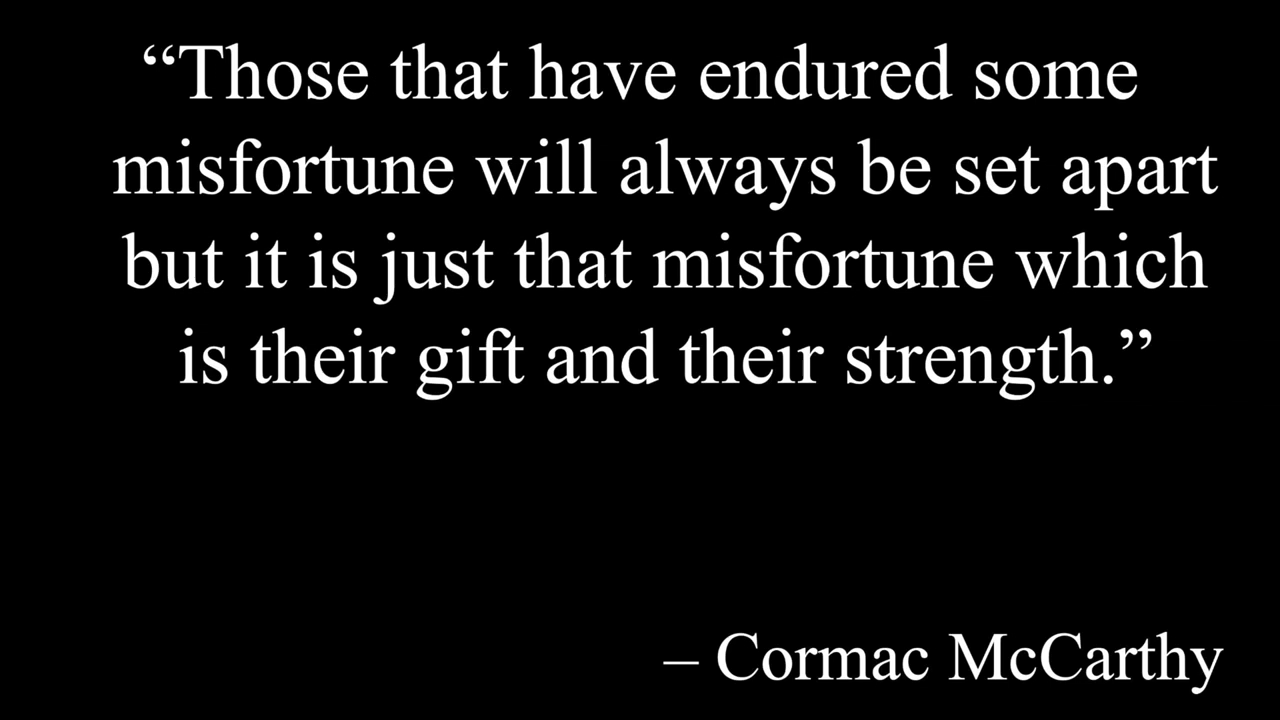 “Those that have endured some
misfortune will always be set apart
but it is just that misfortune which
is their gift and their strength.”
– Cormac McCarthy